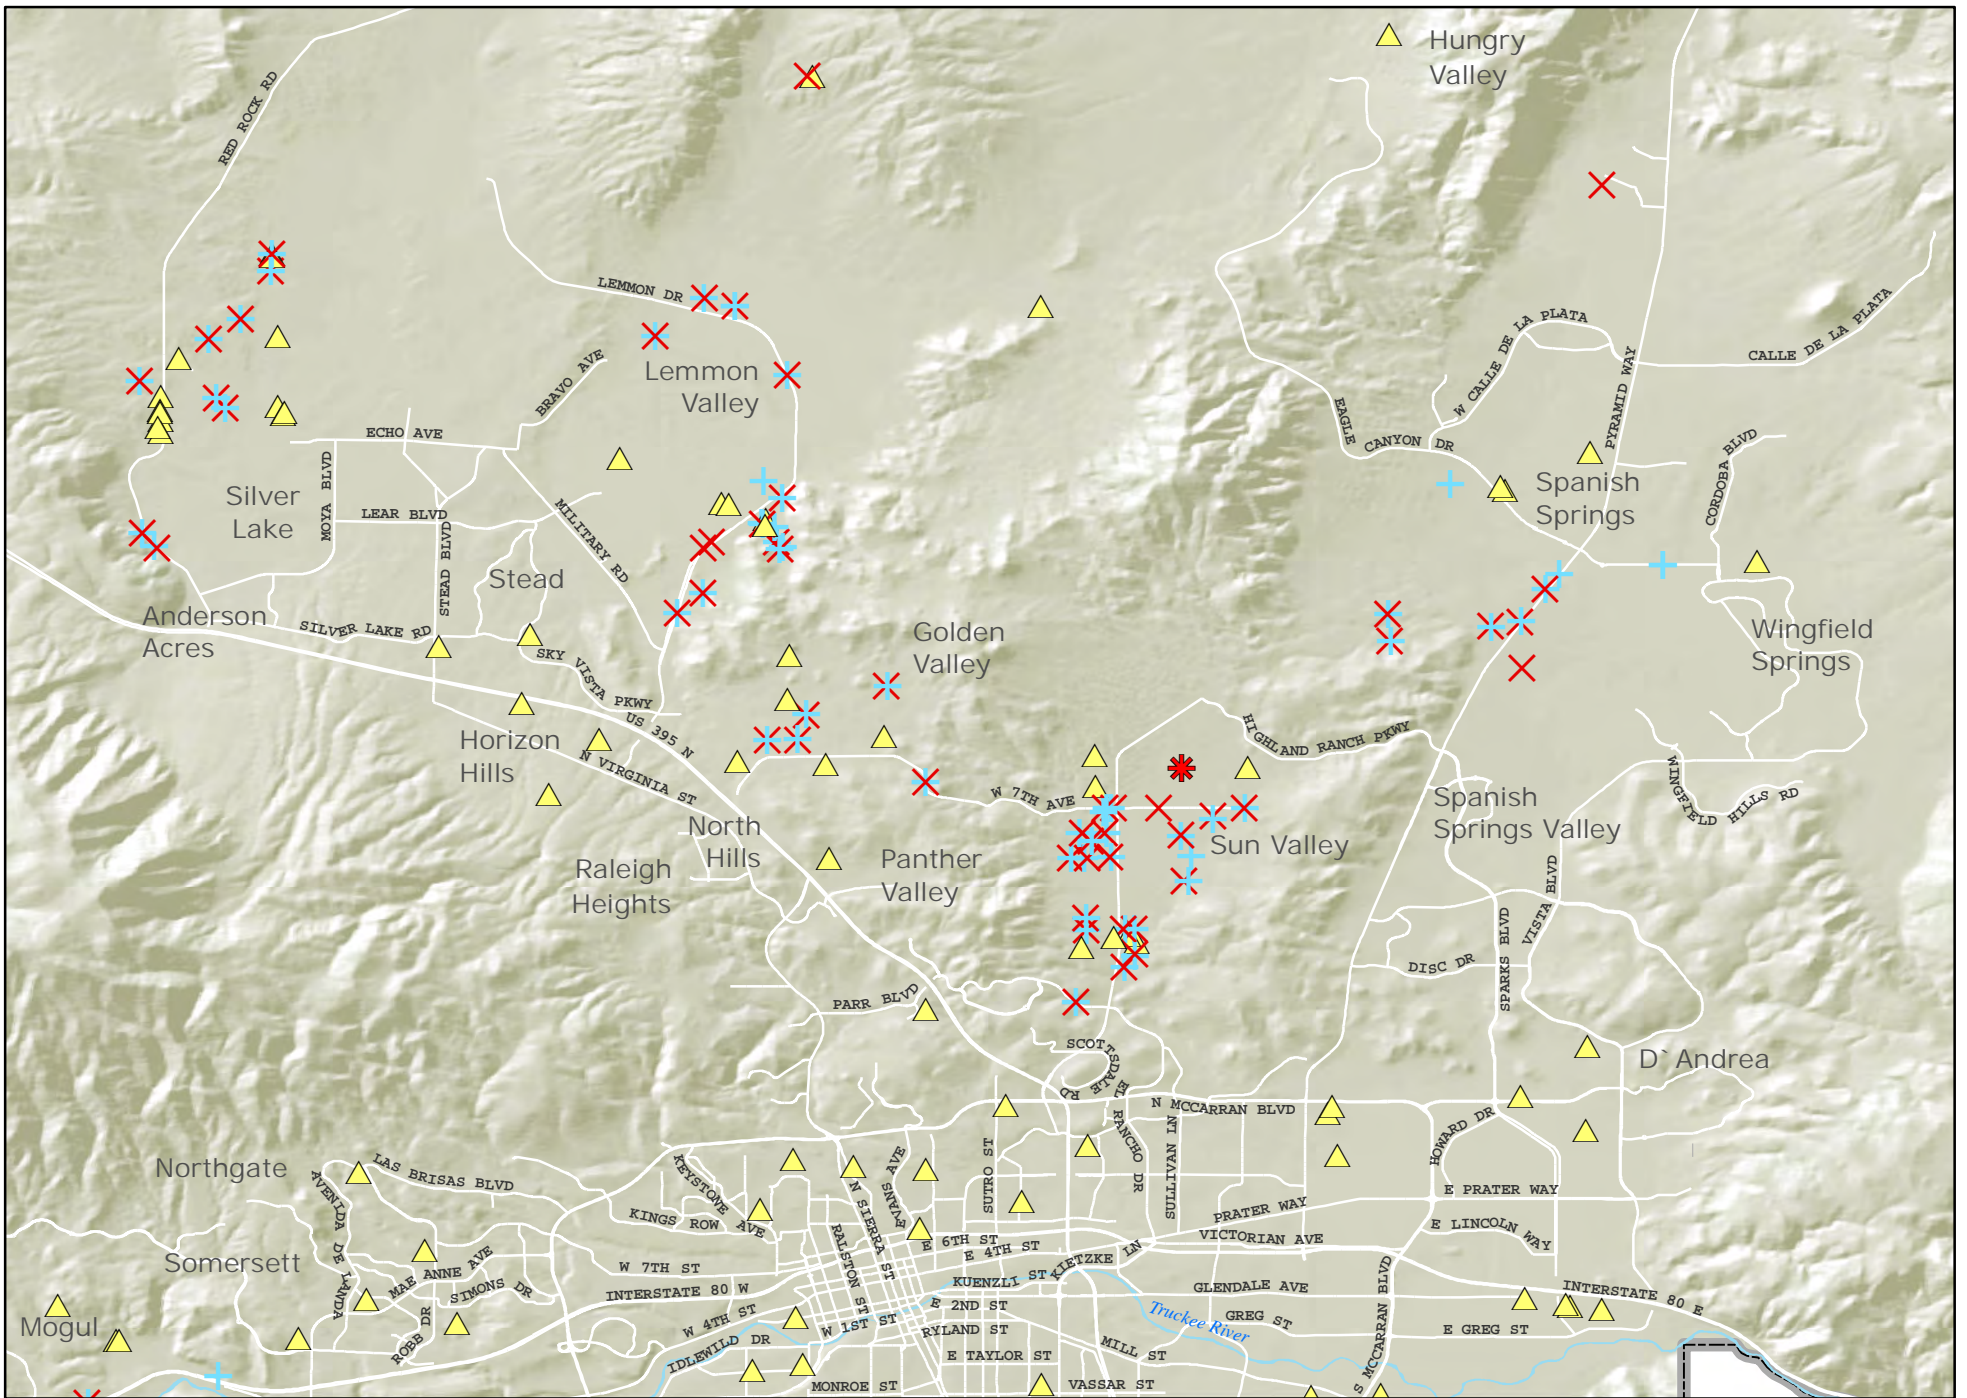 Hungry
Valley
RED ROCK RD
LEMMON DR
Lemmon
Valley
BRAVO AVE
ECHO AVE
W CALLE DE LA PLATA
CALLE DE LA PLATA
PYRAMID WAY
EAGLE CANYON DR
CORDOBA BLVD
Silver
Lake
MOYA BLVD
LEAR BLVD
STEAD BLVD
MILITARY RD
Spanish
Springs
Stead
Anderson
Acres
SILVER LAKE RD
SKY VISTA PKWY
US 395 N
Golden
Valley
Wingfield
Springs
Horizon
Hills
N VIRGINIA ST
HIGHLAND RANCH PKWY
W 7TH AVE
WINGFIELD HILLS RD
Spanish
Springs Valley
North
Hills
Raleigh
Heights
Panther
Valley
Sun Valley
VISTA BLVD
SPARKS BLVD
DISC DR
PARR BLVD
SCOTTSDALE RD
D`Andrea
EL RANCHO DR
N MCCARRAN BLVD
HOWARD DR
SULLIVAN LN
SUTRO ST
EVANS AVE
N SIERRA ST
KEYSTONE AVE
Northgate
LAS BRISAS BLVD
AVENIDA DE LANDA
KINGS ROW
RALSTON ST
PRATER WAY
E PRATER WAY
E LINCOLN WAY
VICTORIAN AVE
E 6TH ST
E 4TH ST
KIETZKE LN
Somersett
MAE ANNE AVE
SIMONS DR
ROBB DR
W 7TH ST
INTERSTATE 80 W
KUENZLI ST
GLENDALE AVE
INTERSTATE 80 E
Mogul
W 4TH ST
W 1ST ST
E 2ND ST
Truckee River
GREG ST
E GREG ST
S MCCARRAN BLVD
IDLEWILD DR
RYLAND ST
MILL ST
E TAYLOR ST
MONROE ST
VASSAR ST